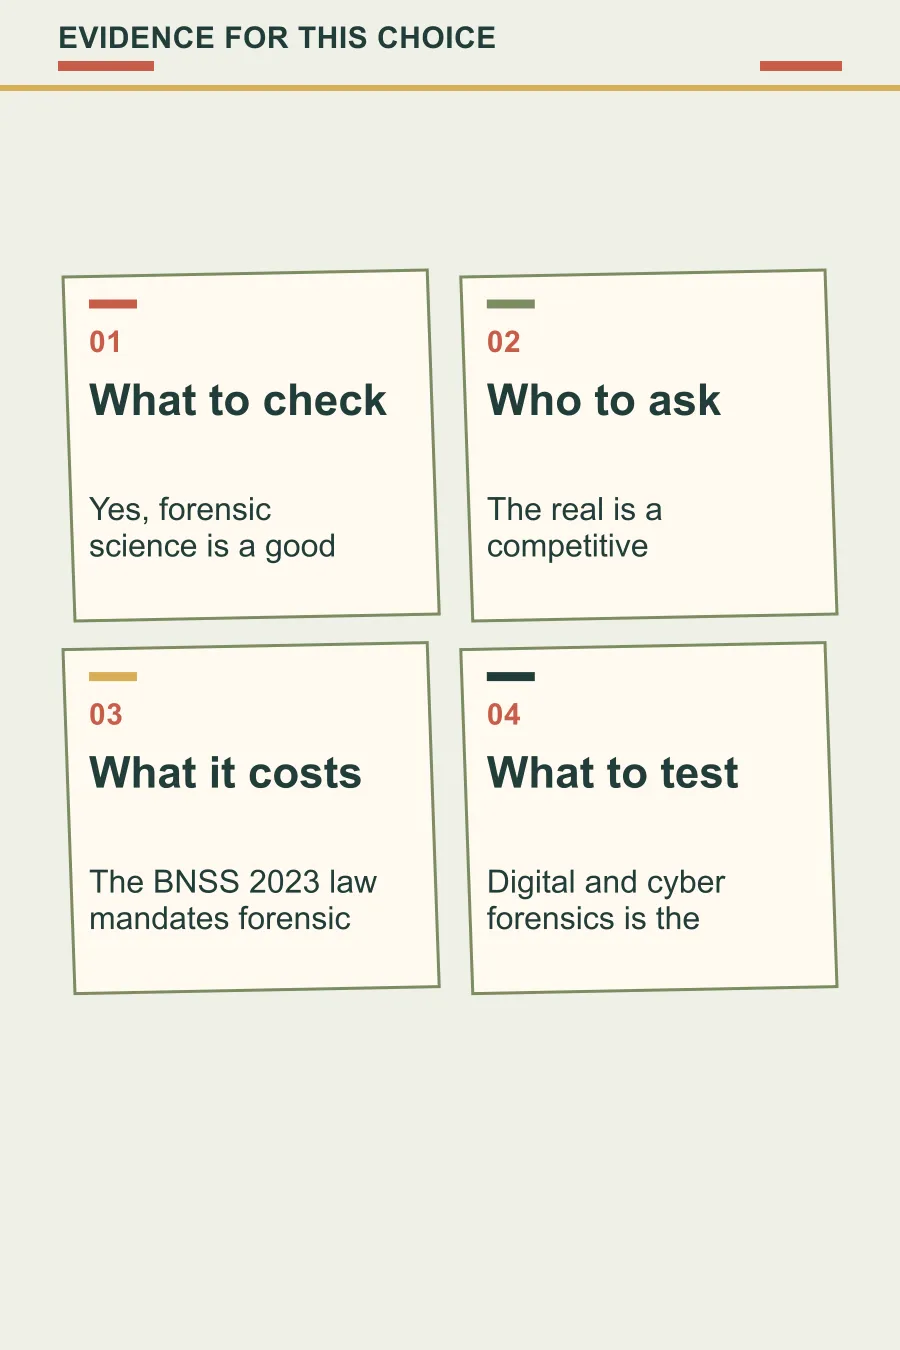 EVIDENCE FOR THIS CHOICE
01
What to check
Yes, forensic
science is a good
02
Who to ask
The real is a
competitive
03
What it costs
The BNSS 2023 law
mandates forensic
04
What to test
Digital and cyber
forensics is the